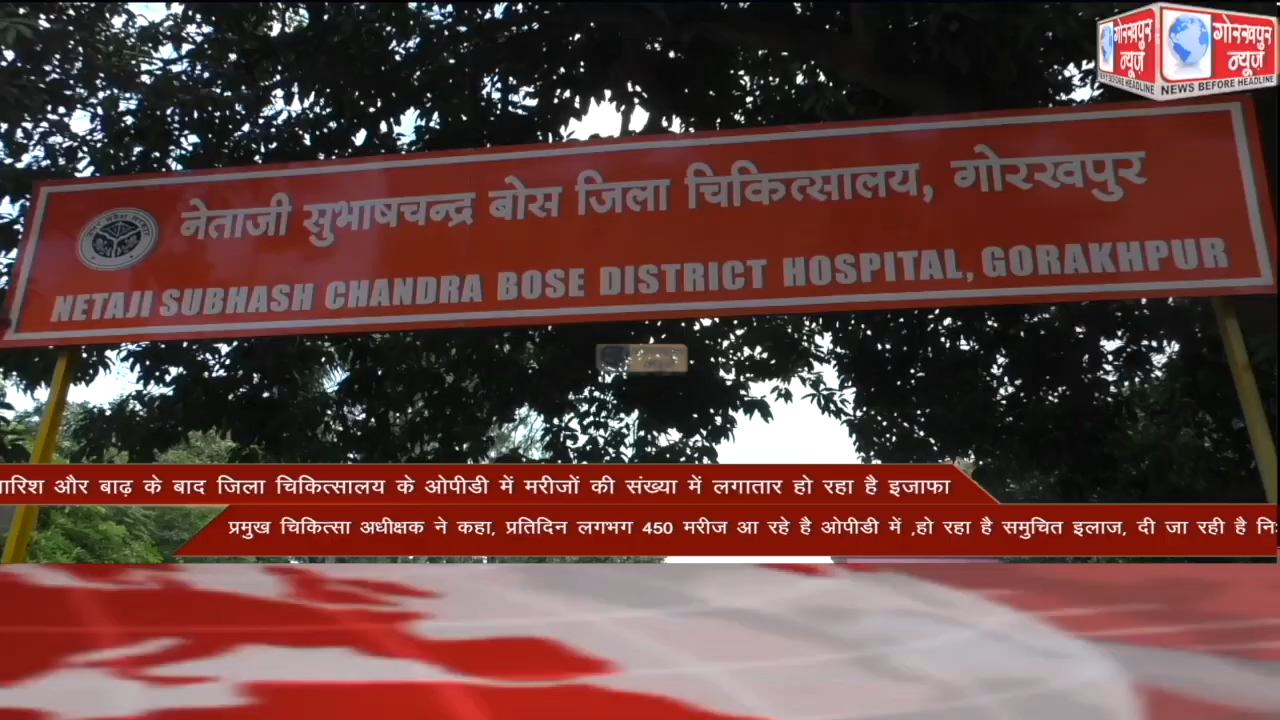 गोरखपुर
न्यूज़
गोरखपुर
न्यूज़
NEWS BEFORE HEADLINE
नेताजी सुभाषचन्द्र बोस जिला चिकित्सालय, गोरखपुर
NETAJI SUBHASH CHANDRA BOSE DISTRICT HOSPITAL, GORAKHPUR
और बाढ़ के बाद जिला चिकित्सालय के ओपीडी में मरीजों की संख्या में लगातार हो रहा है इजाफा
प्रमुख चिकित्सा अधीक्षक ने कहा, प्रतिदिन लगभग 450 मरीज आ रहे है ओपीडी में ,हो रहा है समुचित इलाज, दी जा रही है